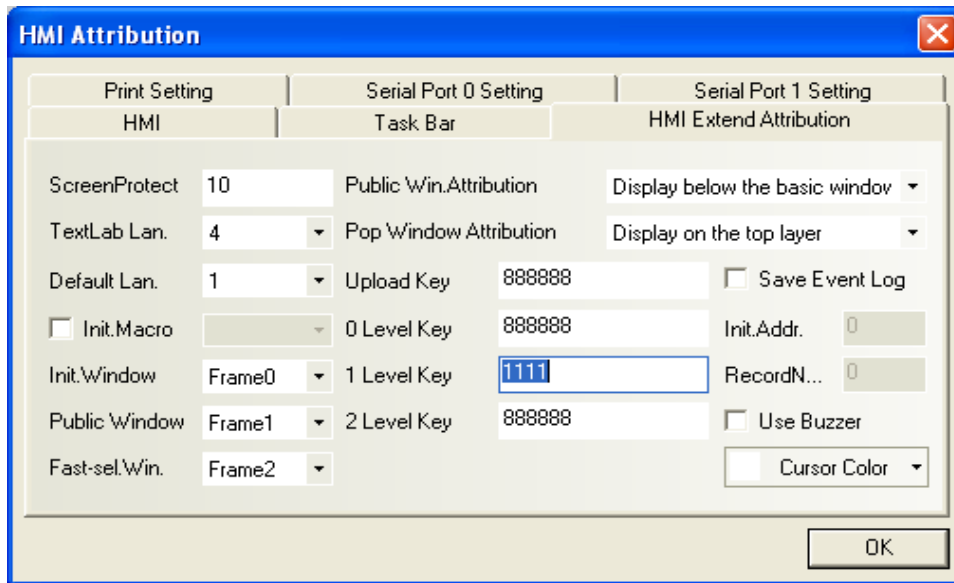 HMI Attribution
Print Setting Serial Port 0 Setting Serial Port 1 Setting
HMI Task Bar HMI Extend Attribution
ScreenProtect 10 Public Win.Attribution Display below the basic window
TextLab Lan. 4 Pop Window Attribution Display on the top layer
Default Lan. 1 Upload Key 888888 Save Event Log
Init.Macro 0 Level Key 888888 Init.Addr. 0
Init.Window Frame0 1 Level Key 1111 RecordN... 0
Public Window Frame1 2 Level Key 888888 Use Buzzer
Fast-sel.Win. Frame2 Cursor Color
OK